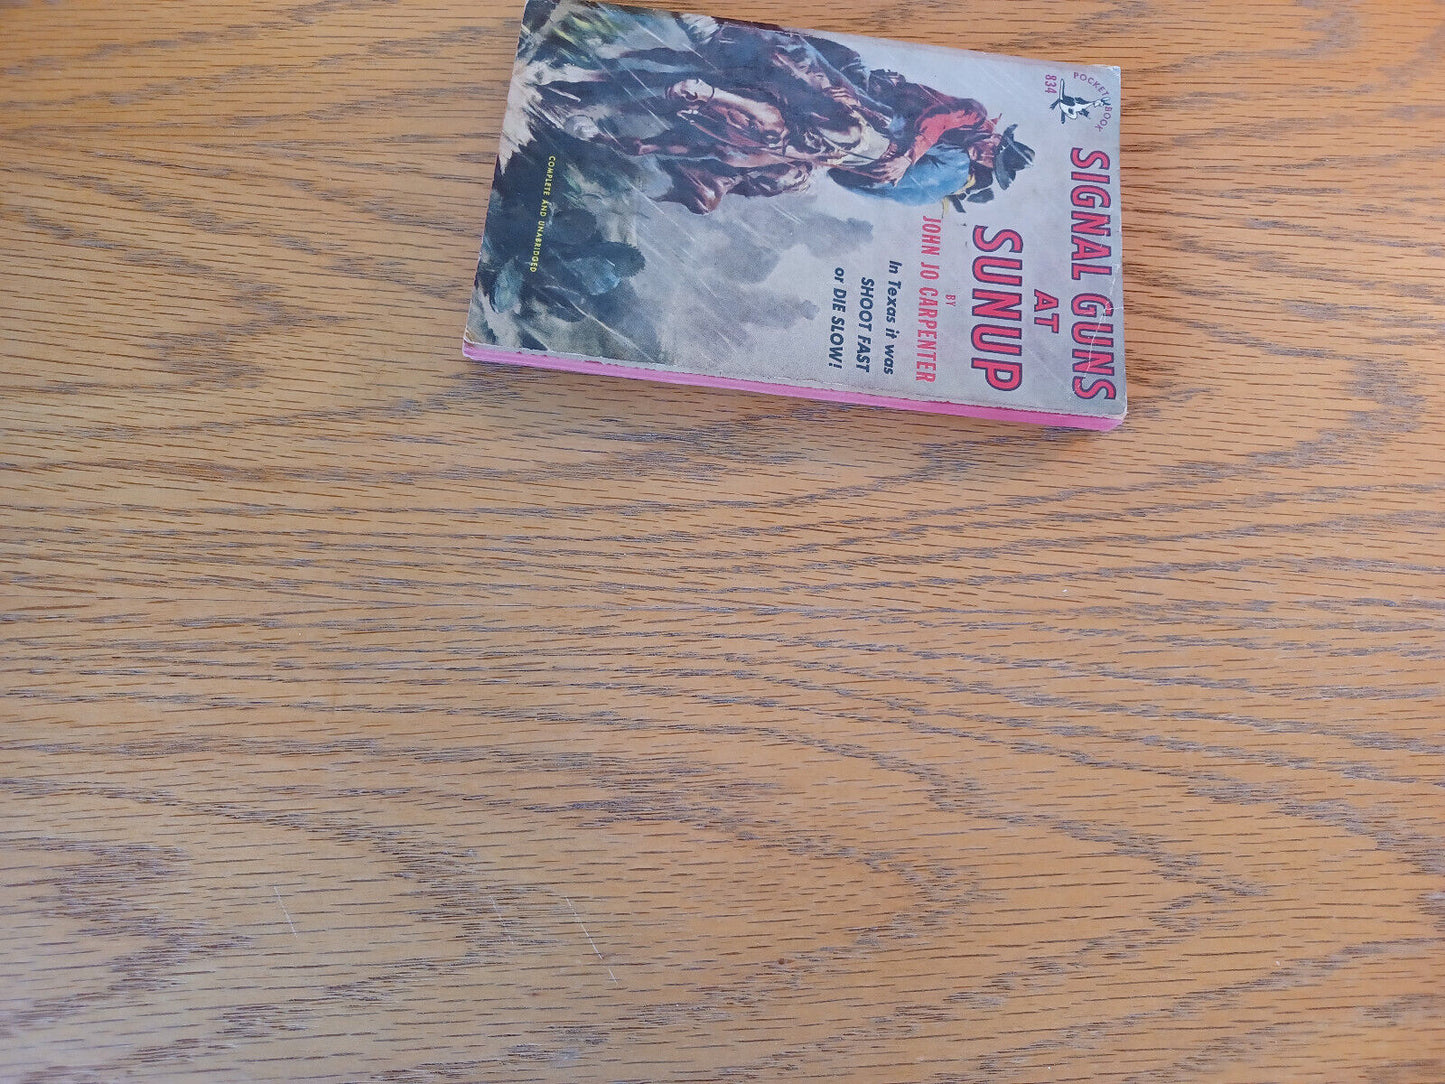 POCKET BOOK
834
SIGNAL GUNS
AT
SUNUP
BY
JOHN JO CARPENTER
In Texas it was
SHOOT FAST
or DIE SLOW!
COMPLETE AND UNABRIDGED